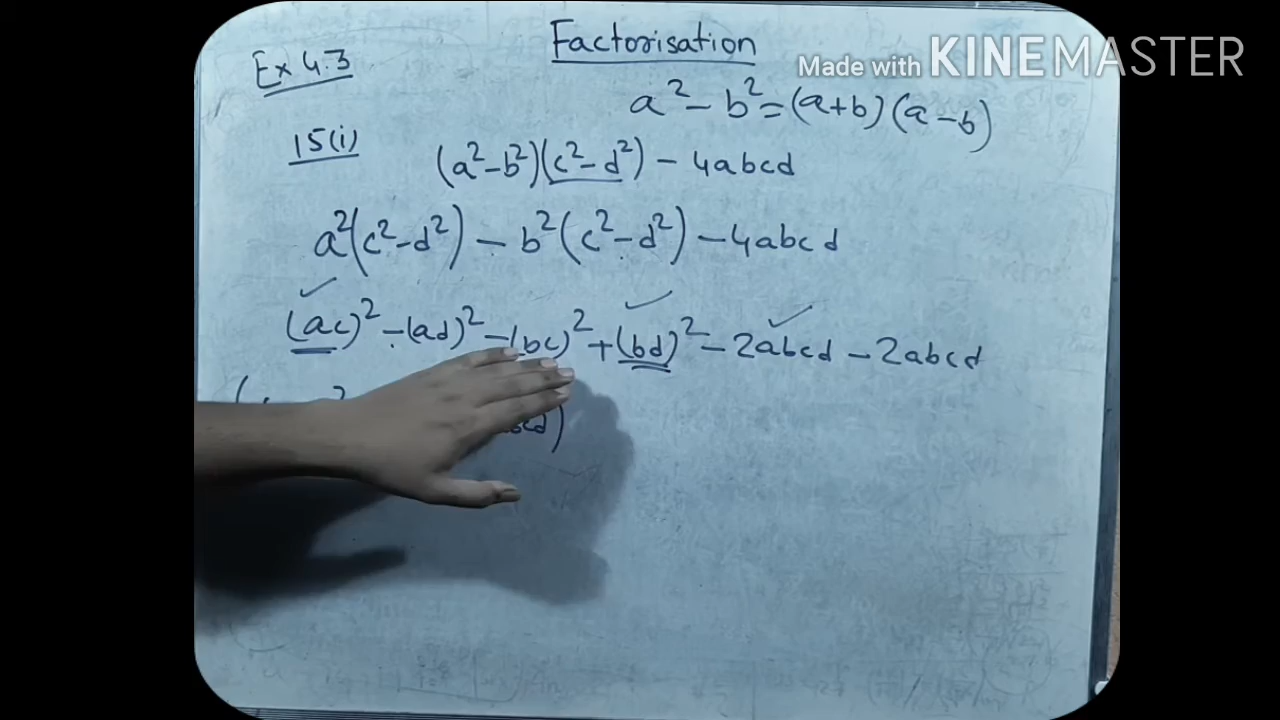 Factorisation
Made with KINEMASTER
Ex 4.3
a² - b² = (a+b) (a-b)
15(i)
(a²-b²)(c²-d²) - 4abcd
a²(c²-d²) - b²(c²-d²) - 4abcd
(ac)² - (ad)² - (bc)² + (bd)² - 2abcd - 2abcd